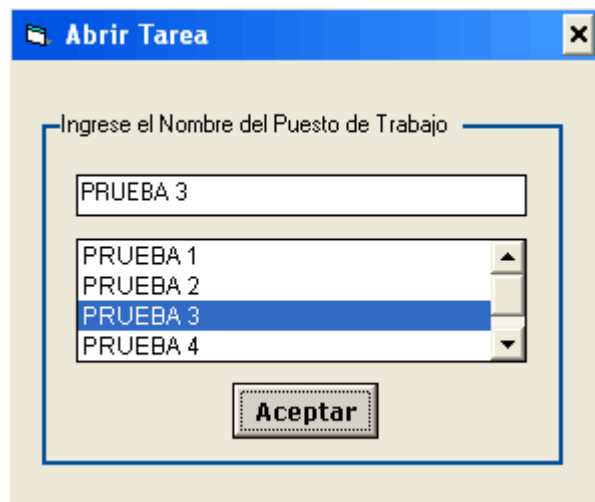 Abrir Tarea
Ingrese el Nombre del Puesto de Trabajo
PRUEBA 3
PRUEBA 1
PRUEBA 2
PRUEBA 3
PRUEBA 4
Aceptar